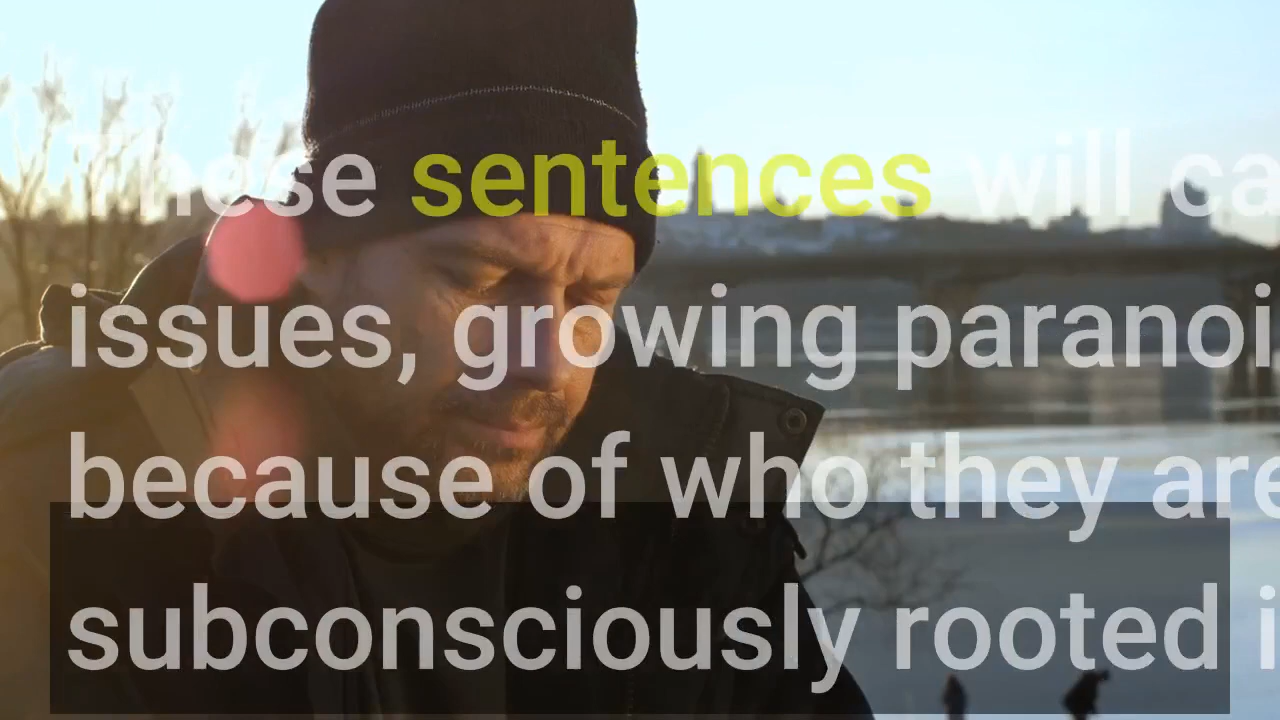 These sentences will ca
issues, growing paranoi
because of who they are
subconsciously rooted i